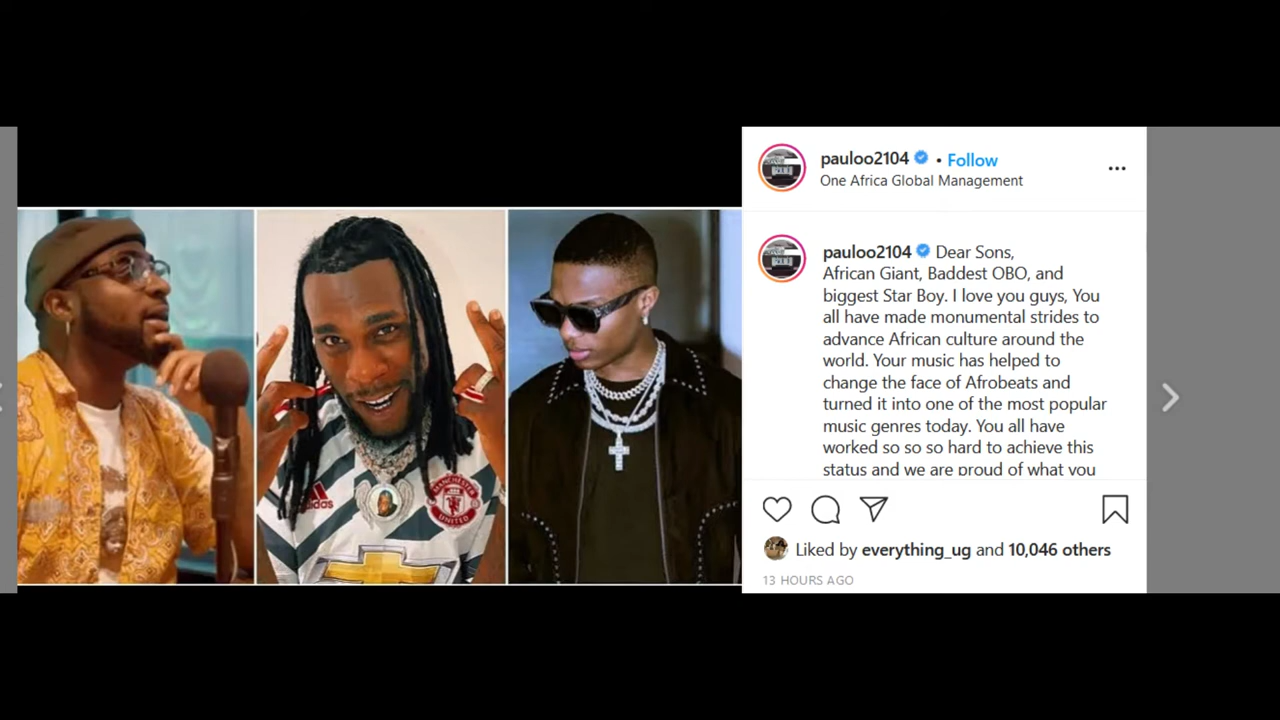 adidas
MANCHESTER
UNITED
pauloo2104 • Follow
One Africa Global Management
pauloo2104 Dear Sons,
African Giant, Baddest OBO, and
biggest Star Boy. I love you guys, You
all have made monumental strides to
advance African culture around the
world. Your music has helped to
change the face of Afrobeats and
turned it into one of the most popular
music genres today. You all have
worked so so so hard to achieve this
status and we are proud of what you
Liked by everything_ug and 10,046 others
13 HOURS AGO